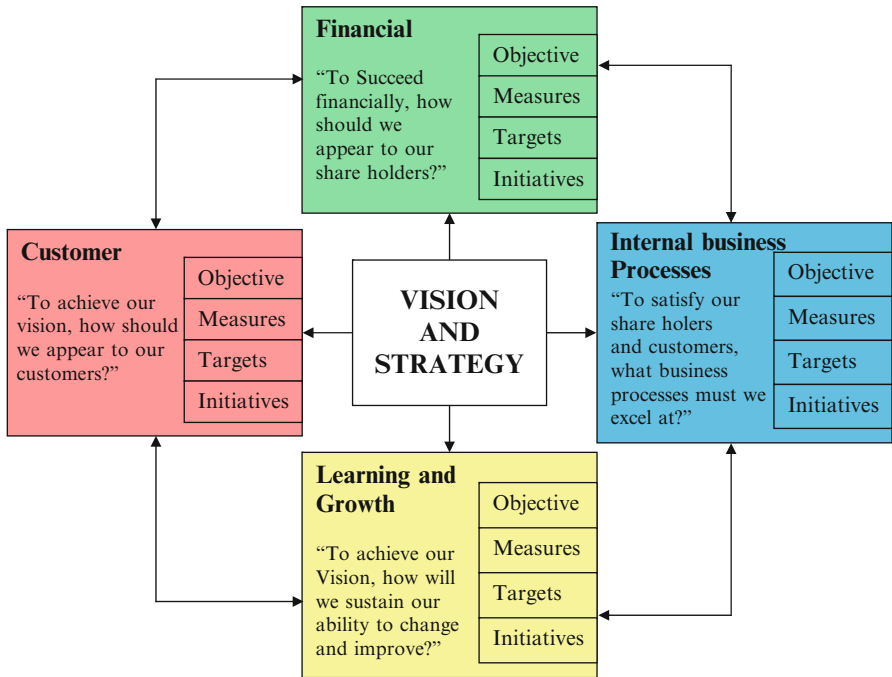 Financial
“To Succeed
financially, how
should we
appear to our
share holders?”
Objective
Measures
Targets
Initiatives
Customer
“To achieve our
vision, how should
we appear to our
customers?”
Objective
Measures
Targets
Initiatives
VISION
AND
STRATEGY
Internal business
Processes
“To satisfy our
share holers
and customers,
what business
processes must we
excel at?”
Objective
Measures
Targets
Initiatives
Learning and
Growth
“To achieve our
Vision, how will
we sustain our
ability to change
and improve?”
Objective
Measures
Targets
Initiatives